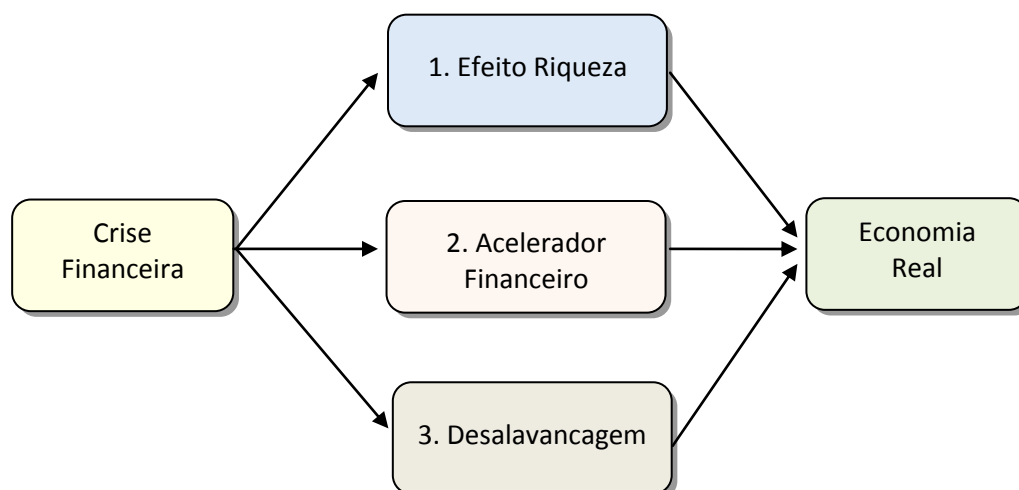 1. Efeito Riqueza
Crise
Financeira
2. Acelerador
Financeiro
Economia
Real
3. Desalavancagem